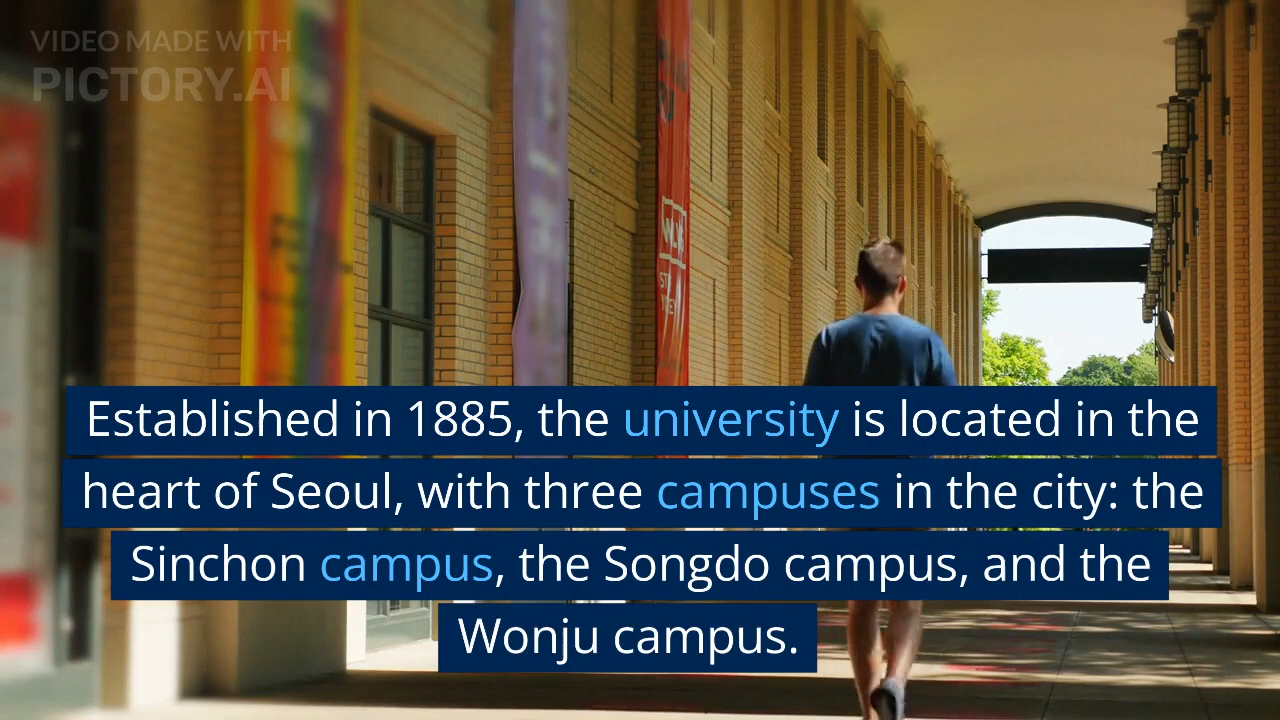 VIDEO MADE WITH
PICTORY.AI
Established in 1885, the university is located in the
heart of Seoul, with three campuses in the city: the
Sinchon campus, the Songdo campus, and the
Wonju campus.